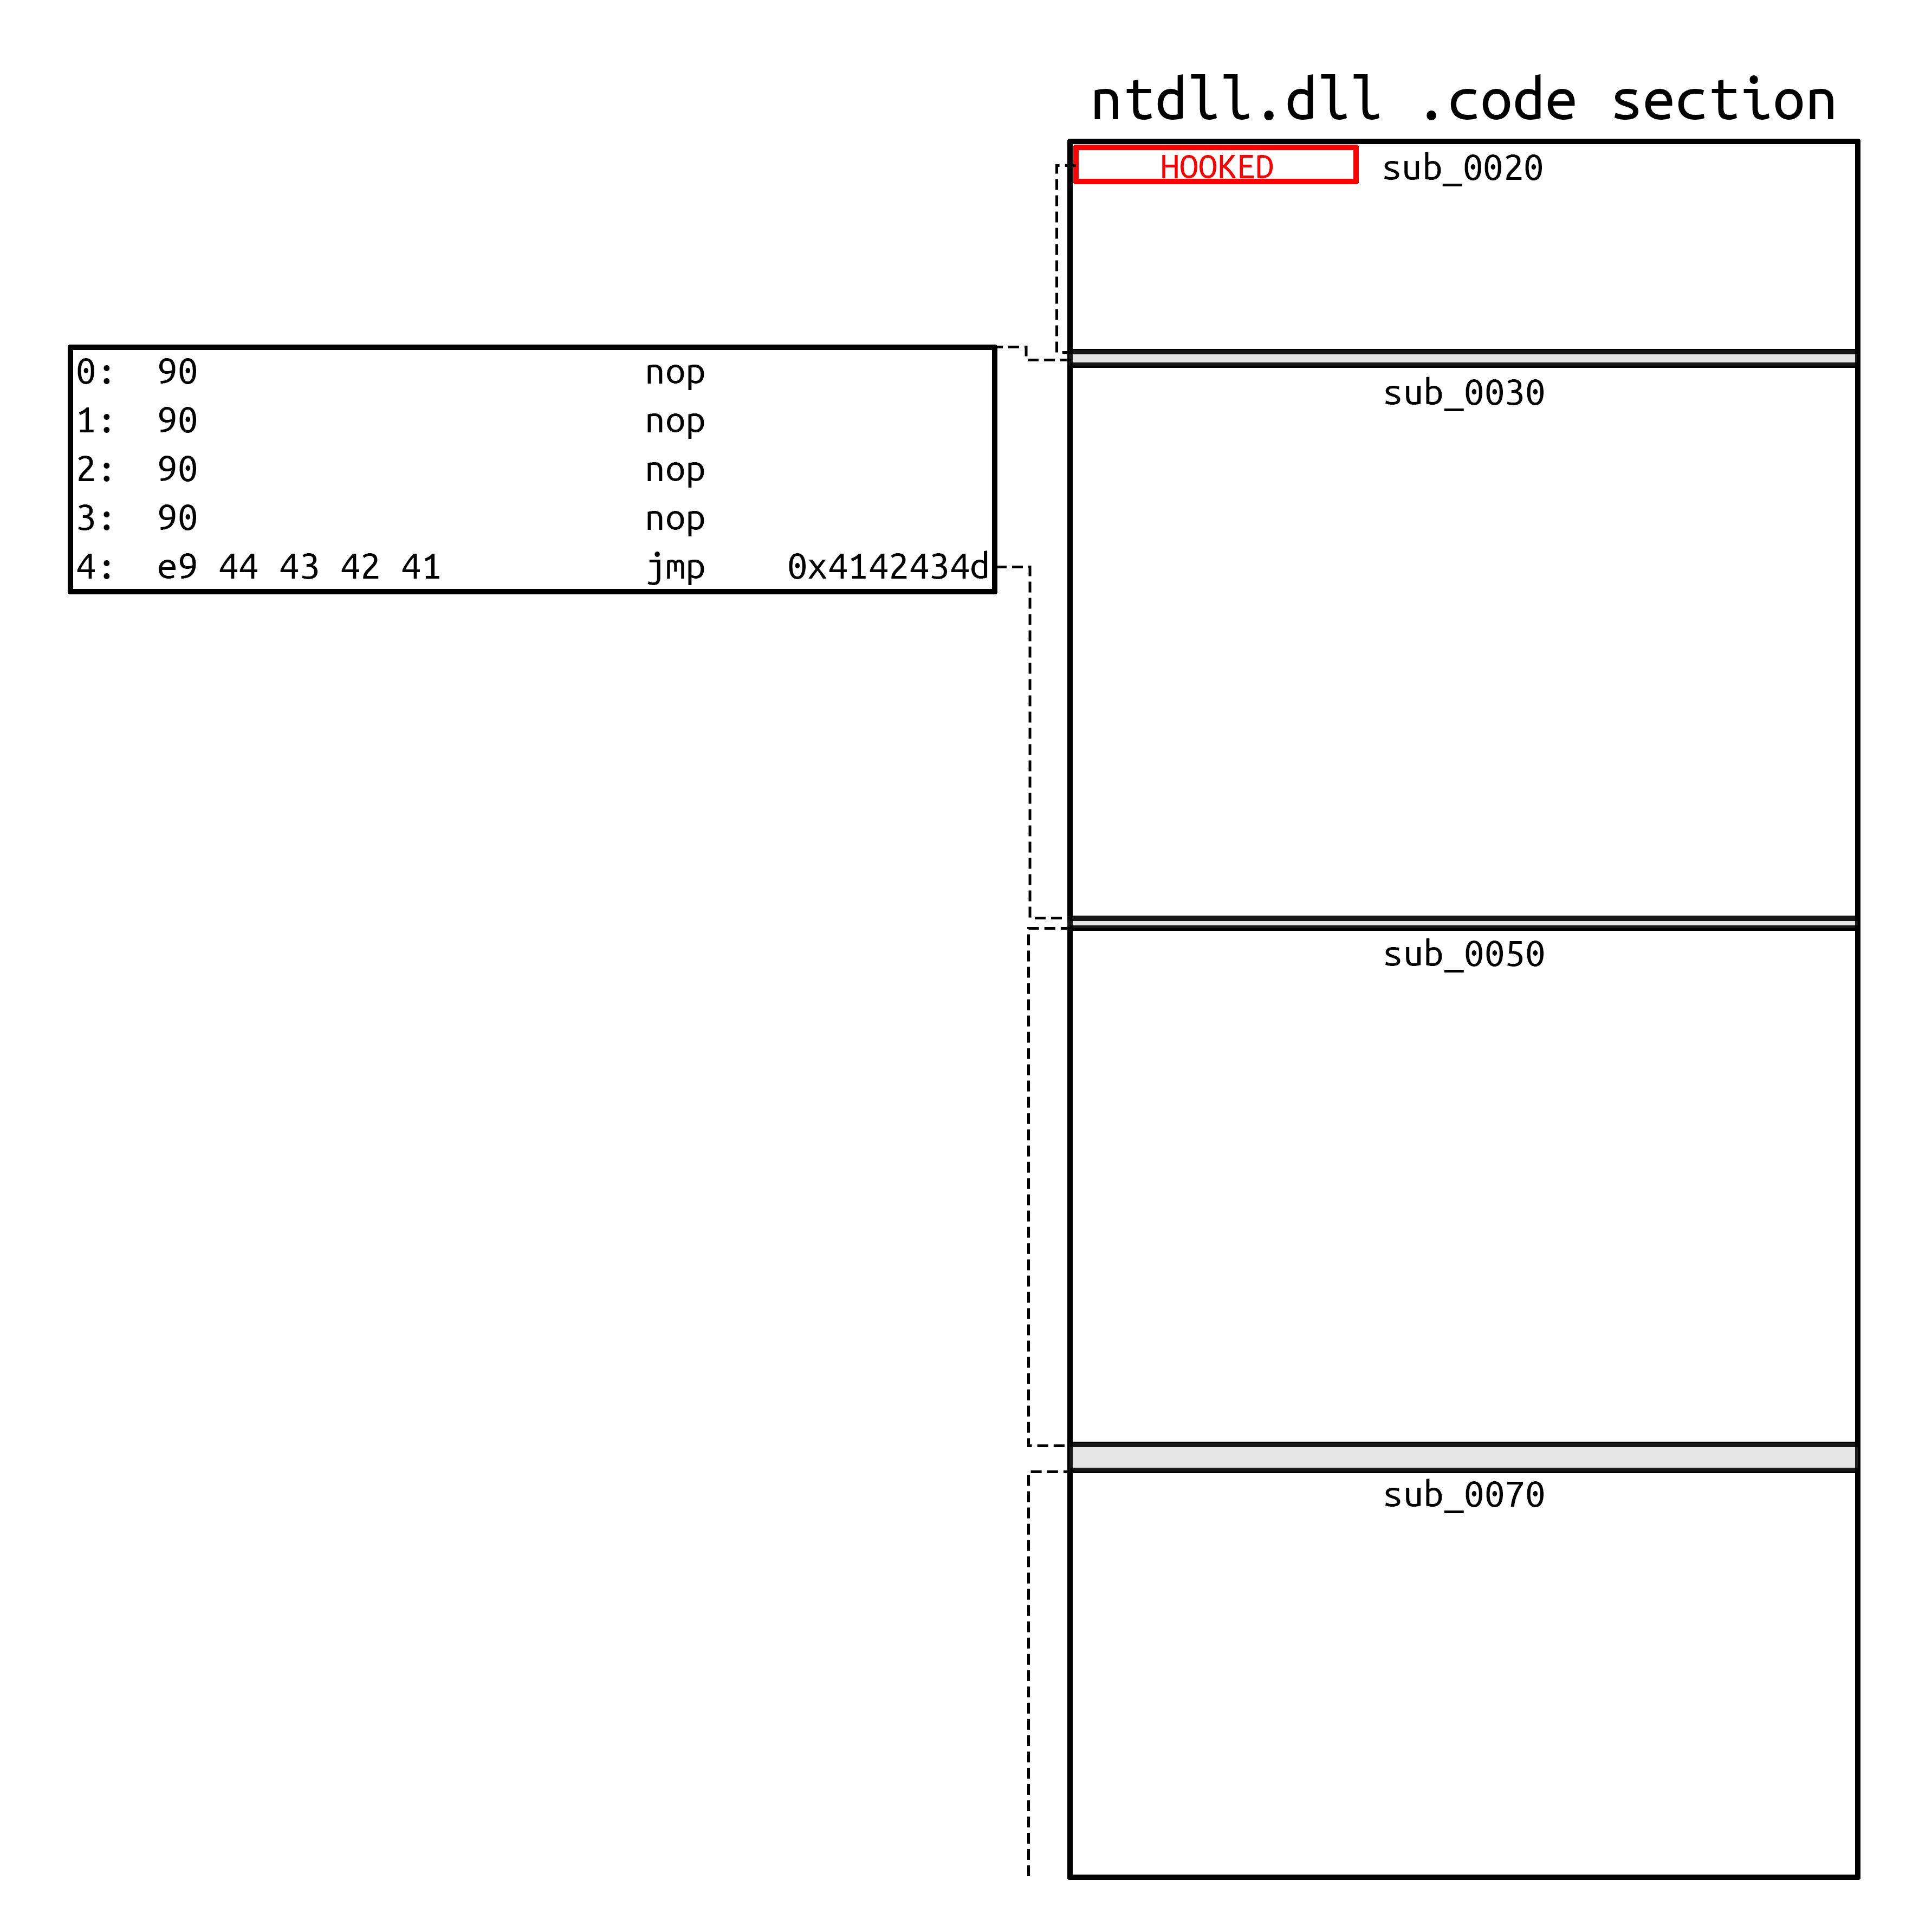 ntdll.dll .code section
HOOKED sub_0020
0: 90 nop
1: 90 nop
2: 90 nop
3: 90 nop
4: e9 44 43 42 41 jmp 0x4142434d
sub_0030
sub_0050
sub_0070